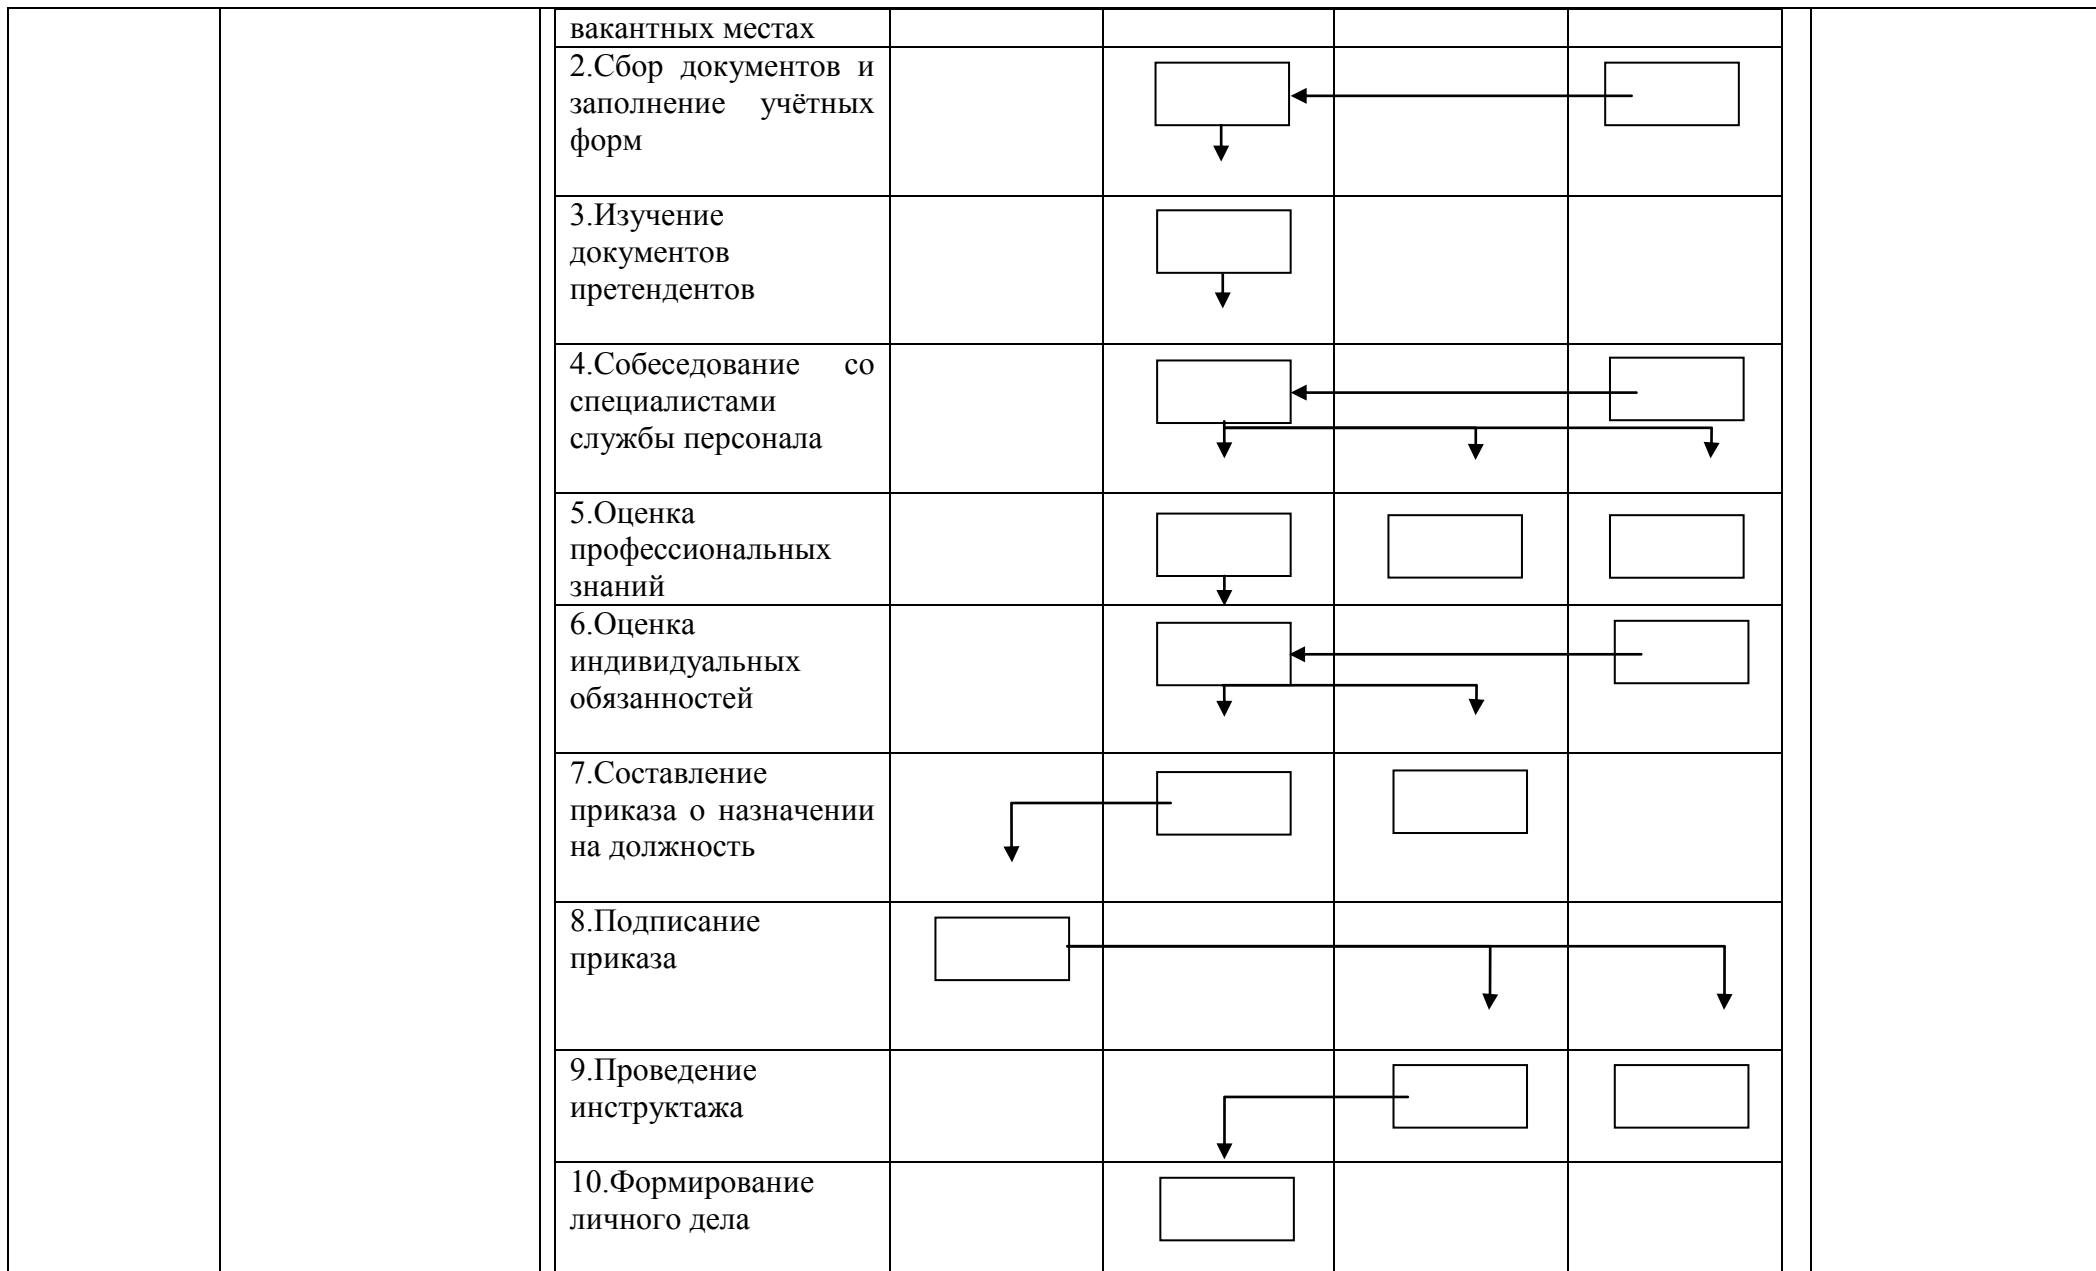 вакантных местах
2.Сбор документов и
заполнение учётных
форм
3.Изучение
документов
претендентов
4.Собеседование со
специалистами
службы персонала
5.Оценка
профессиональных
знаний
6.Оценка
индивидуальных
обязанностей
7.Составление
приказа о назначении
на должность
8.Подписание
приказа
9.Проведение
инструктажа
10.Формирование
личного дела